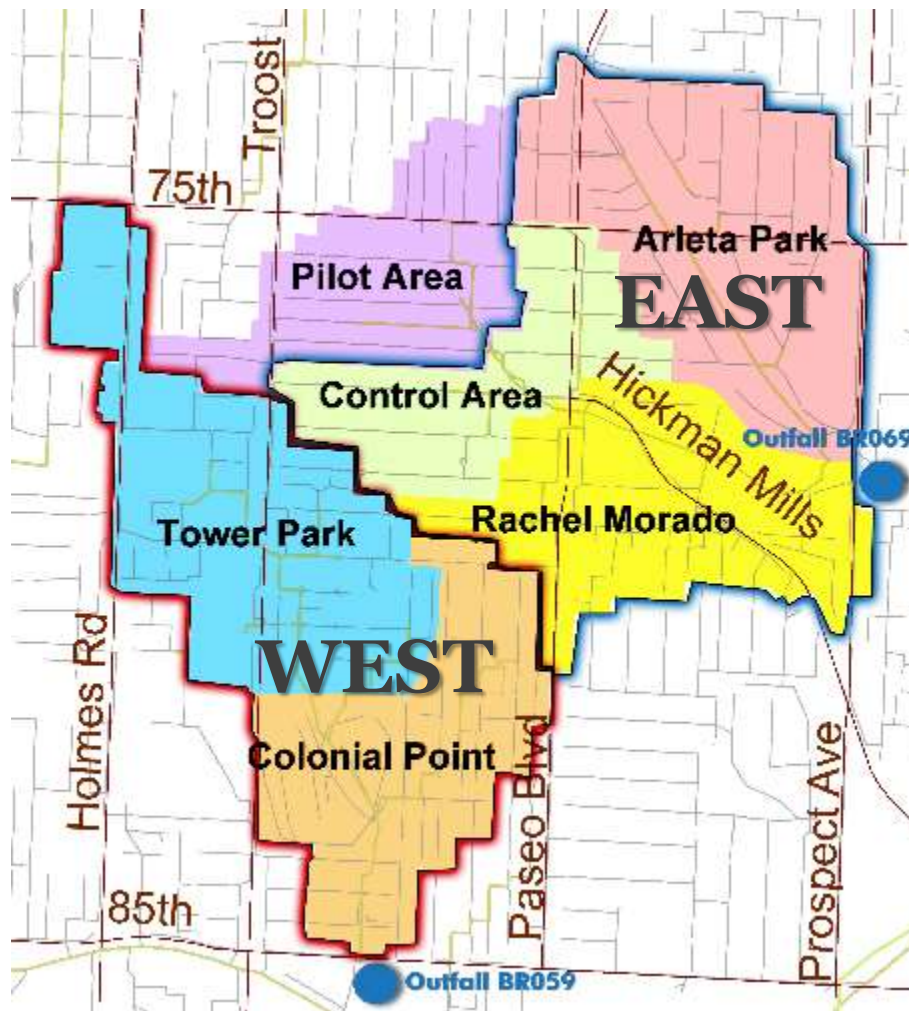 Troost
75th
Arleta Park
Pilot Area
EAST
Control Area
Hickman Mills
Outfall BR069
Rachel Morado
Tower Park
WEST
Holmes Rd
Colonial Point
Paseo Blvd
Prospect Ave
85th
Outfall BR059